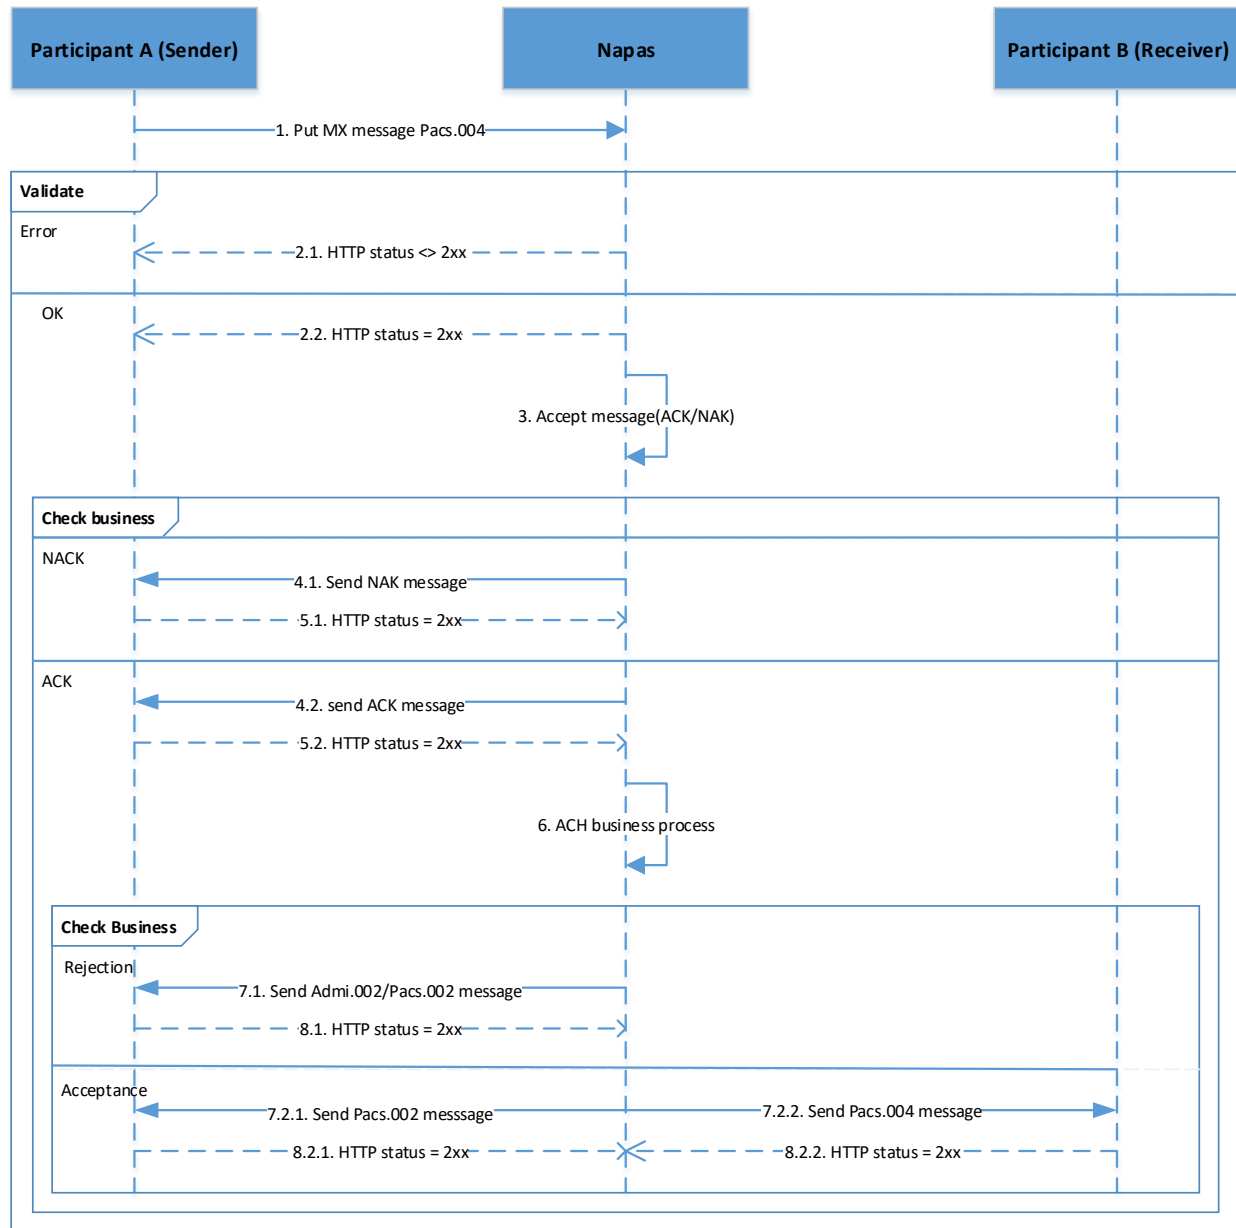 Participant A (Sender)
Napas
Participant B (Receiver)
1. Put MX message Pacs.004
Validate
Error
2.1. HTTP status <> 2xx
OK
2.2. HTTP status = 2xx
3. Accept message(ACK/NAK)
Check business
NACK
4.1. Send NAK message
5.1. HTTP status = 2xx
ACK
4.2. send ACK message
5.2. HTTP status = 2xx
6. ACH business process
Check Business
Rejection
7.1. Send Admi.002/Pacs.002 message
8.1. HTTP status = 2xx
Acceptance
7.2.1. Send Pacs.002 messsage
7.2.2. Send Pacs.004 message
8.2.1. HTTP status = 2xx
8.2.2. HTTP status = 2xx